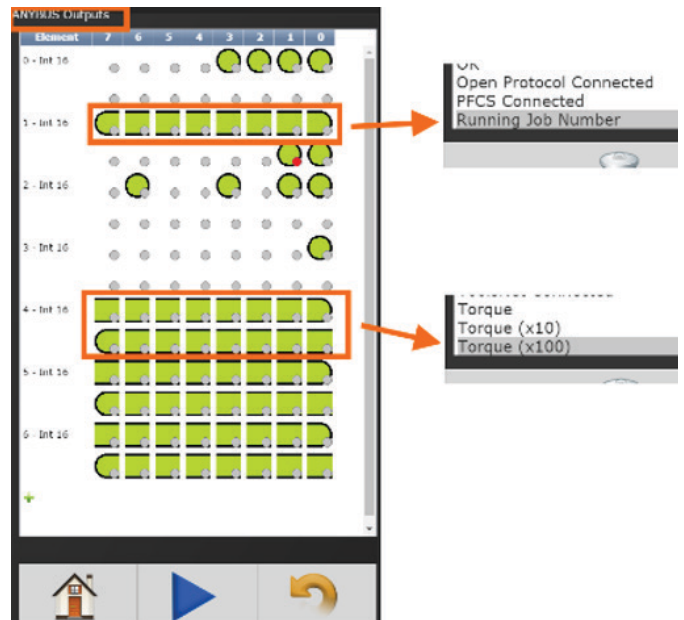 ANYBUS Outputs
Element 7 6 5 4 3 2 1 0
0 - Int 16
1 - Int 16
2 - Int 16
3 - Int 16
4 - Int 16
5 - Int 16
6 - Int 16
OK
Open Protocol Connected
PFCS Connected
Running Job Number
Connected
Torque
Torque (x10)
Torque (x100)